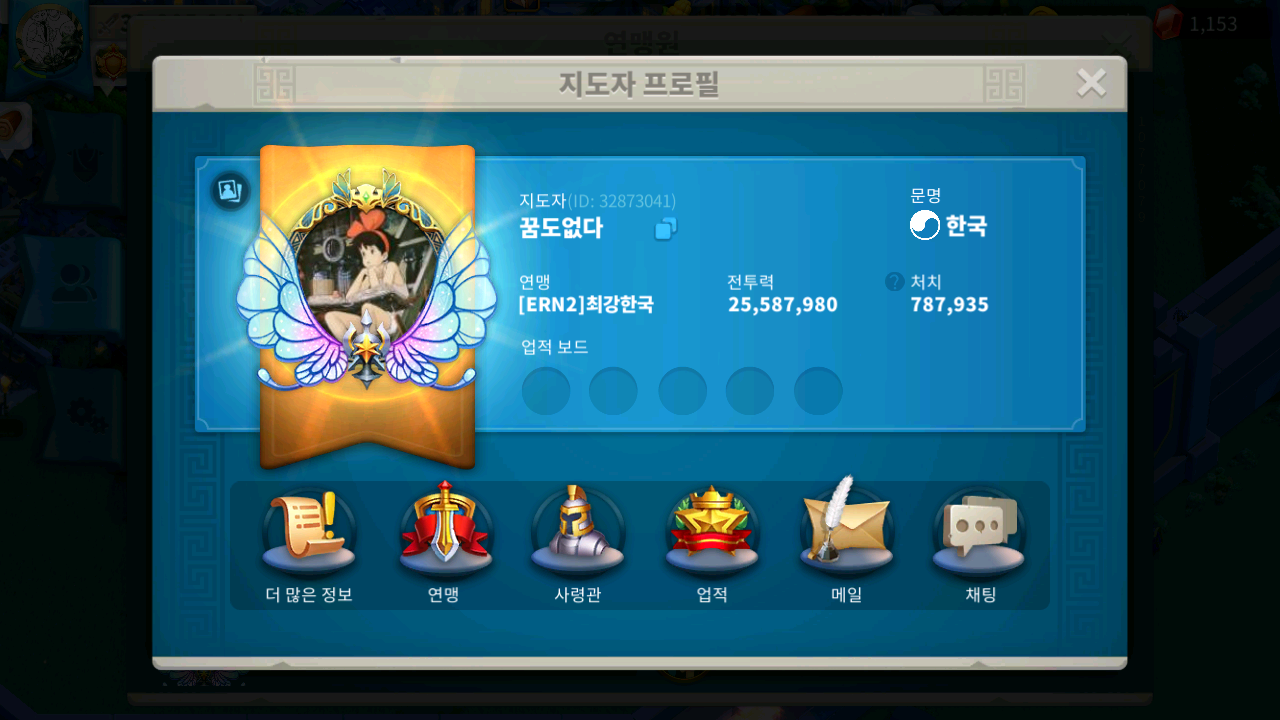 연맹원
1,153
지도자 프로필
지도자(ID: 32873041)
꿈도없다
문명
한국
연맹
[ERN2]최강한국
전투력
25,587,980
? 처치
787,935
업적 보드
더 많은 정보
연맹
사령관
업적
메일
채팅